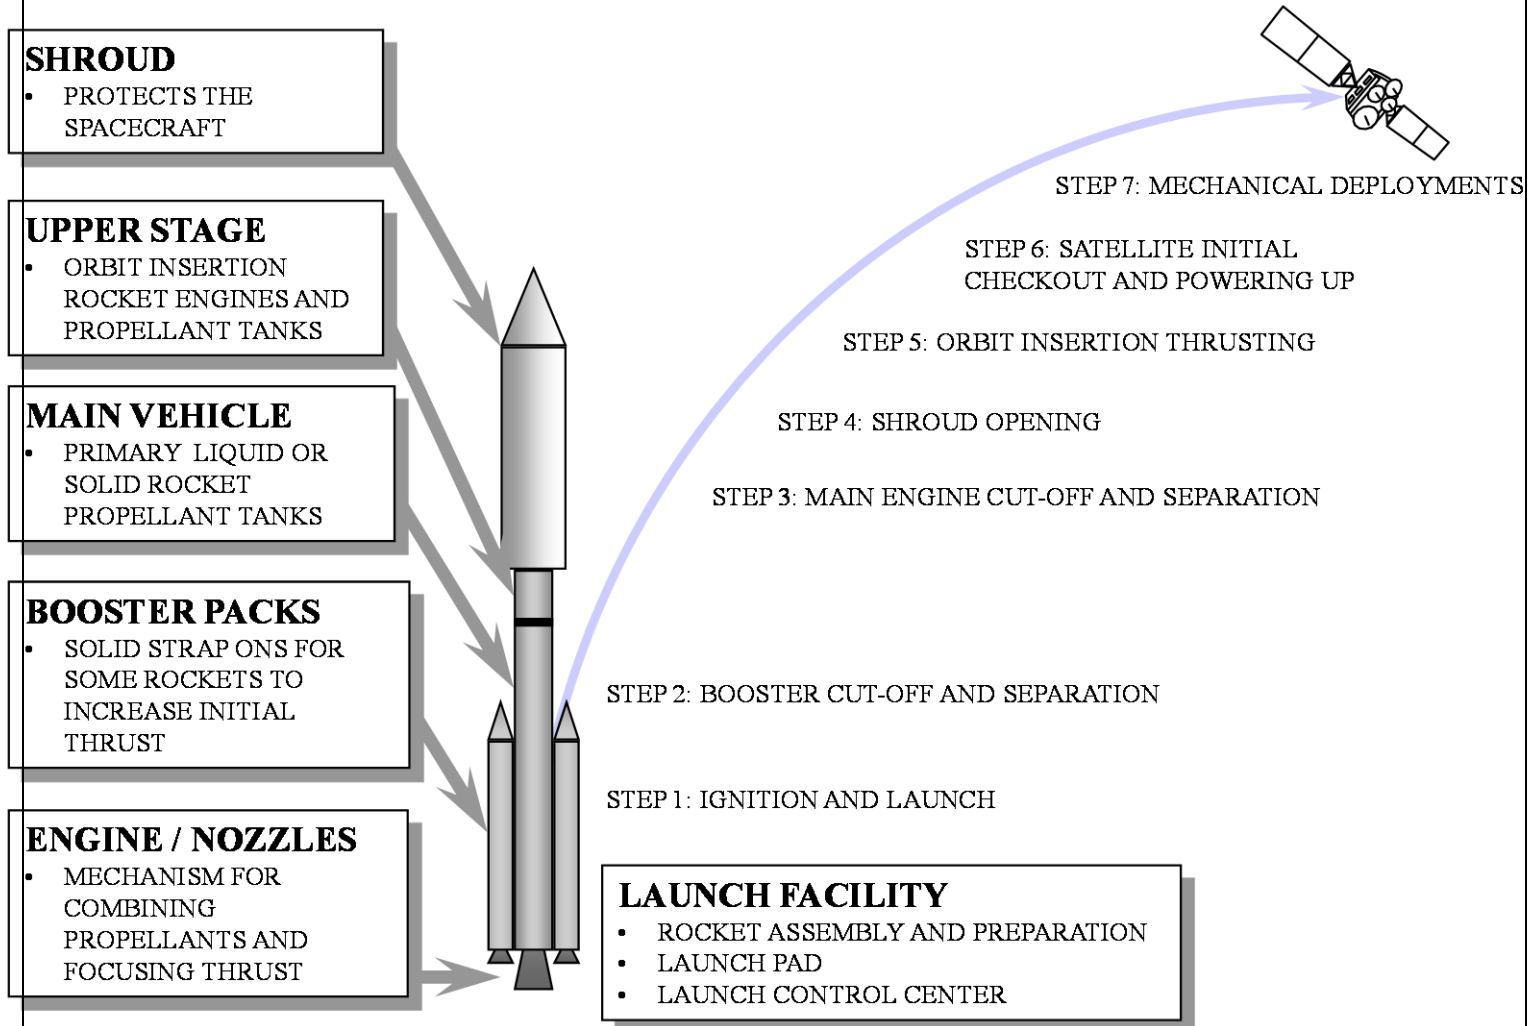 SHROUD
• PROTECTS THE
SPACECRAFT
UPPER STAGE
• ORBIT INSERTION
ROCKET ENGINES AND
PROPELLANT TANKS
MAIN VEHICLE
• PRIMARY LIQUID OR
SOLID ROCKET
PROPELLANT TANKS
BOOSTER PACKS
• SOLID STRAP ONS FOR
SOME ROCKETS TO
INCREASE INITIAL
THRUST
ENGINE / NOZZLES
• MECHANISM FOR
COMBINING
PROPELLANTS AND
FOCUSING THRUST
STEP 7: MECHANICAL DEPLOYMENTS
STEP 6: SATELLITE INITIAL
CHECKOUT AND POWERING UP
STEP 5: ORBIT INSERTION THRUSTING
STEP 4: SHROUD OPENING
STEP 3: MAIN ENGINE CUT-OFF AND SEPARATION
STEP 2: BOOSTER CUT-OFF AND SEPARATION
STEP 1: IGNITION AND LAUNCH
LAUNCH FACILITY
• ROCKET ASSEMBLY AND PREPARATION
• LAUNCH PAD
• LAUNCH CONTROL CENTER